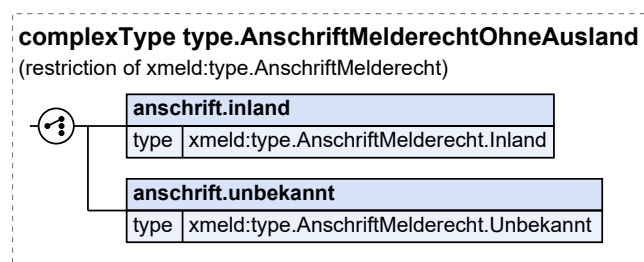 complexType type.AnschriftMelderechtOhneAusland
(restriction of xmeld:type.AnschriftMelderecht)
anschrift.inland
type xmeld:type.AnschriftMelderecht.Inland
anschrift.unbekannt
type xmeld:type.AnschriftMelderecht.Unbekannt